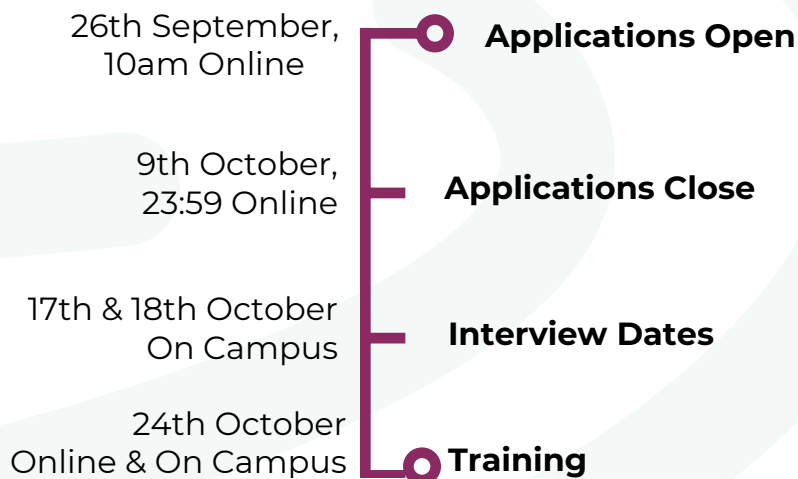 26th September,
10am Online
Applications Open
9th October,
23:59 Online
Applications Close
17th & 18th October
On Campus
Interview Dates
24th October
Online & On Campus
Training